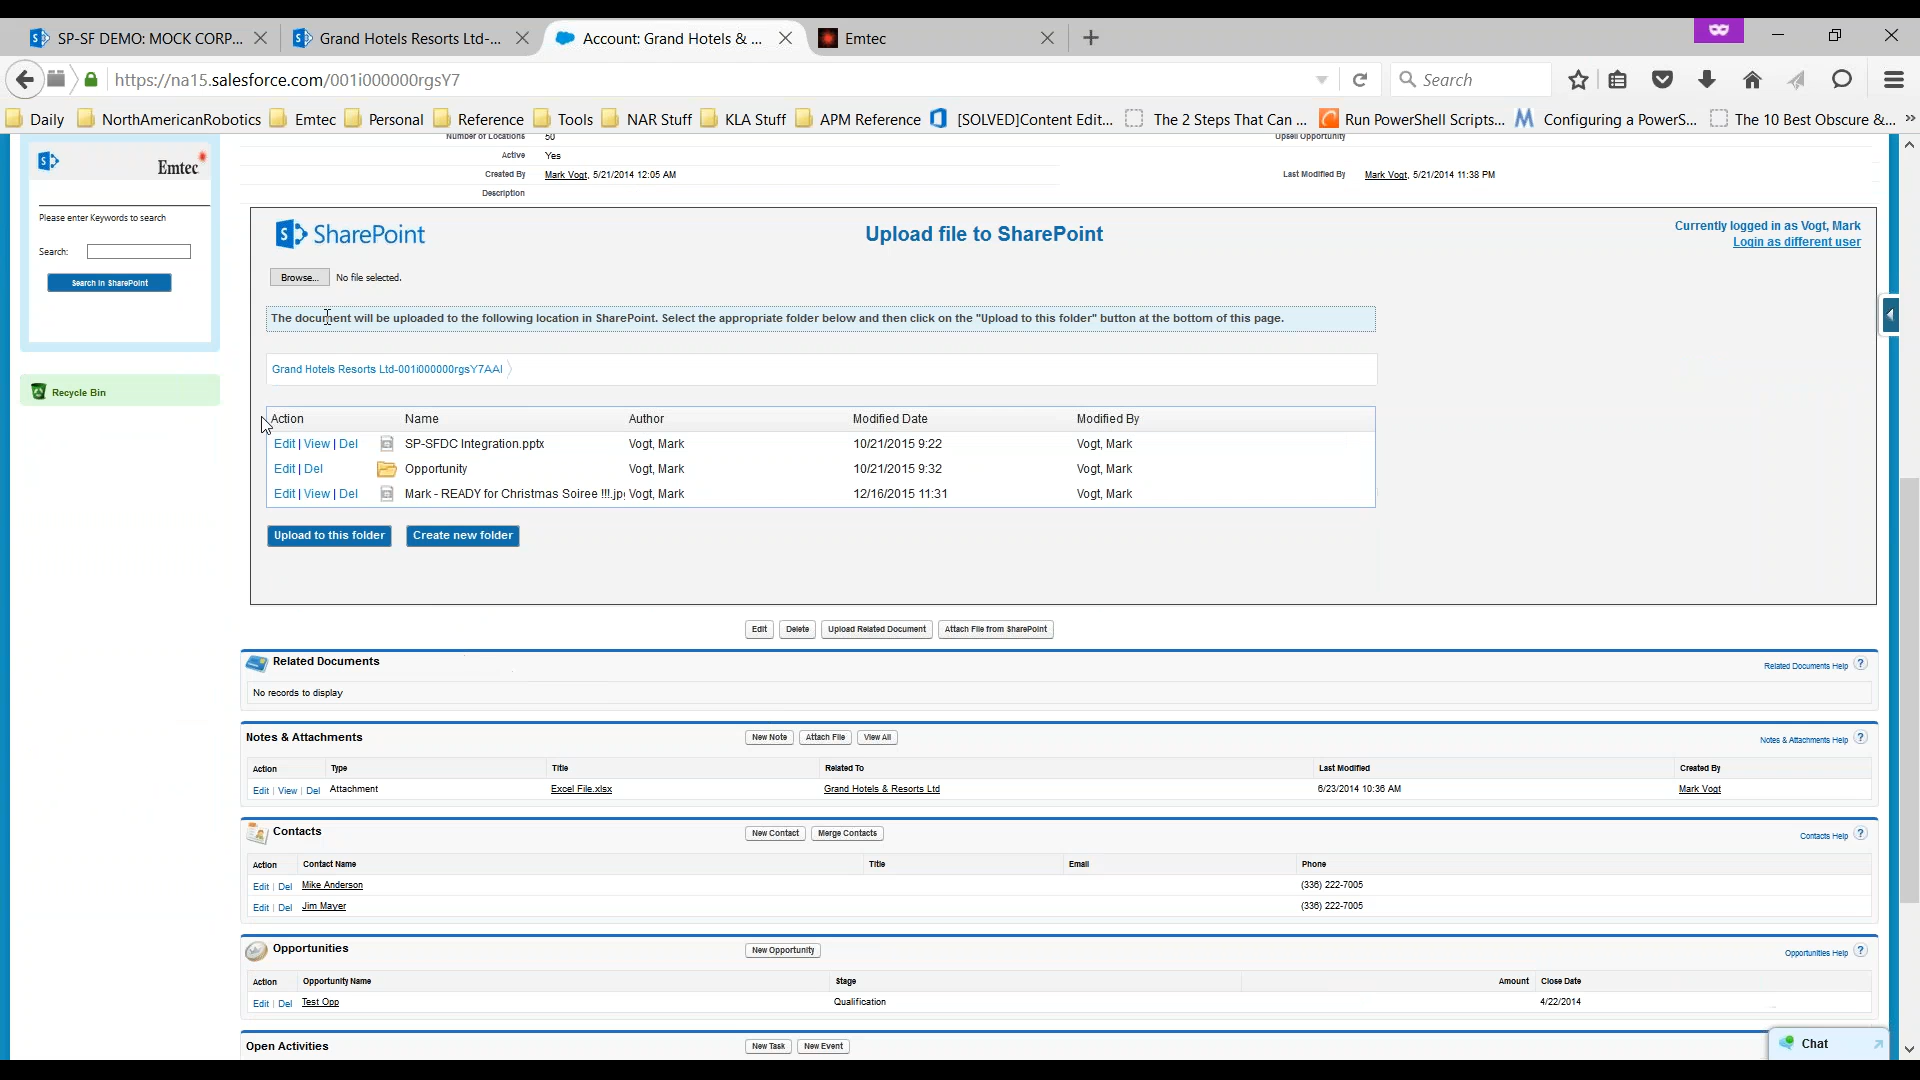 SP-SF DEMO: MOCK CORP...
Grand Hotels Resorts Ltd-...
Account: Grand Hotels & ...
Emtec
https://na15.salesforce.com/001i000000rgsY7
Search
Daily
NorthAmericanRobotics
Emtec
Personal
Reference
Tools
NAR Stuff
KLA Stuff
APM Reference
[SOLVED]Content Edit...
The 2 Steps That Can ...
Run PowerShell Scripts...
Configuring a PowerS...
The 10 Best Obscure &...
Number of Locations 50
Upsell Opportunity
Active Yes
Created By Mark Vogt, 5/21/2014 12:05 AM
Last Modified By Mark Vogt, 5/21/2014 11:38 PM
Description
Emtec
Please enter Keywords to search
Search:
Search in SharePoint
Recycle Bin
SharePoint
Upload file to SharePoint
Currently logged in as Vogt, Mark
Login as different user
Browse... No file selected.
The document will be uploaded to the following location in SharePoint. Select the appropriate folder below and then click on the "Upload to this folder" button at the bottom of this page.
Grand Hotels Resorts Ltd-001i000000rgsY7AAI
Action Name Author Modified Date Modified By
Edit | View | Del SP-SFDC Integration.pptx Vogt, Mark 10/21/2015 9:22 Vogt, Mark
Edit | Del Opportunity Vogt, Mark 10/21/2015 9:32 Vogt, Mark
Edit | View | Del Mark - READY for Christmas Soiree !!!.jp Vogt, Mark 12/16/2015 11:31 Vogt, Mark
Upload to this folder Create new folder
Edit Delete Upload Related Document Attach File from SharePoint
Related Documents
Related Documents Help ?
No records to display
Notes & Attachments New Note Attach File View All Notes & Attachments Help ?
Action Type Title Related To Last Modified Created By
Edit | View | Del Attachment Excel File.xlsx Grand Hotels & Resorts Ltd 6/23/2014 10:36 AM Mark Vogt
Contacts New Contact Merge Contacts Contacts Help ?
Action Contact Name Title Email Phone
Edit | Del Mike Anderson (336) 222-7005
Edit | Del Jim Mayer (336) 222-7005
Opportunities New Opportunity Opportunities Help ?
Action Opportunity Name Stage Amount Close Date
Edit | Del Test Opp Qualification 4/22/2014
Open Activities New Task New Event
Chat